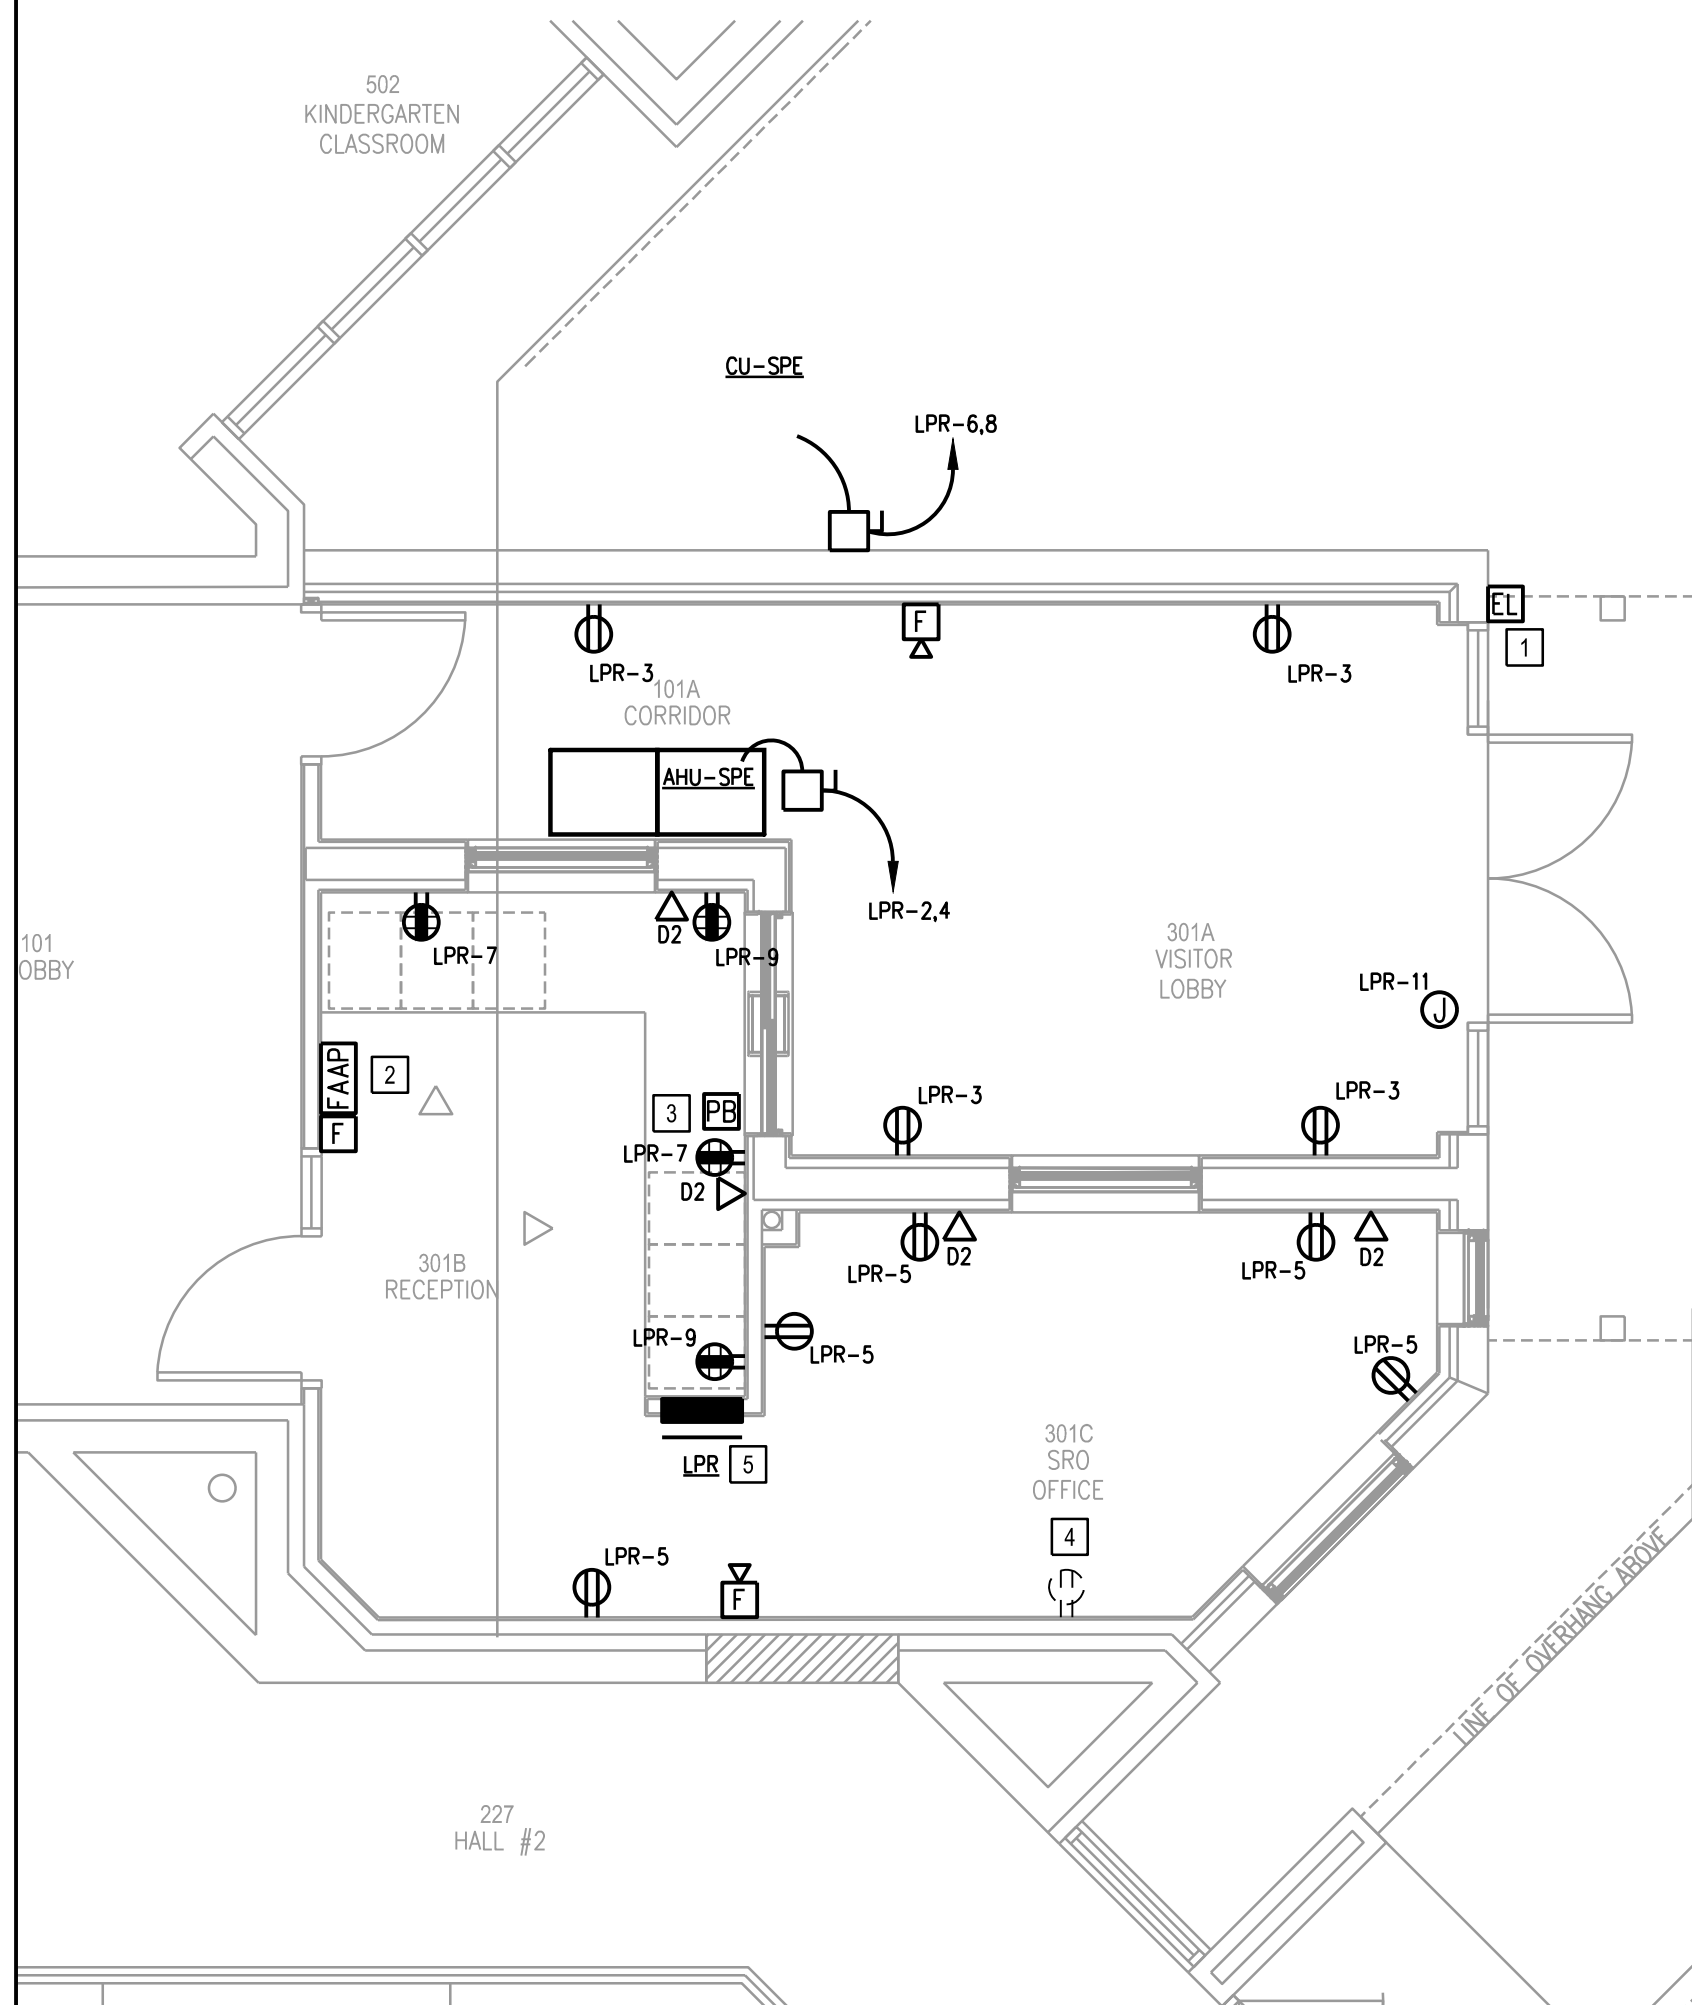 502
KINDERGARTEN
CLASSROOM
CU-SPE
LPR-6,8
EL
1
F
LPR-3
LPR-3
101A
CORRIDOR
AHU-SPE
LPR-2,4
D2
LPR-7
LPR-9
101
OBBY
301A
VISITOR
LOBBY
LPR-11
J
FAAP
2
F
3
PB
LPR-3
LPR-3
LPR-7
D2
301B
RECEPTION
LPR-5
D2
LPR-5
D2
LPR-9
LPR-5
LPR-5
LPR
5
301C
SRO
OFFICE
4
LPR-5
F
LINE OF OVERHANG ABOVE
227
HALL #2